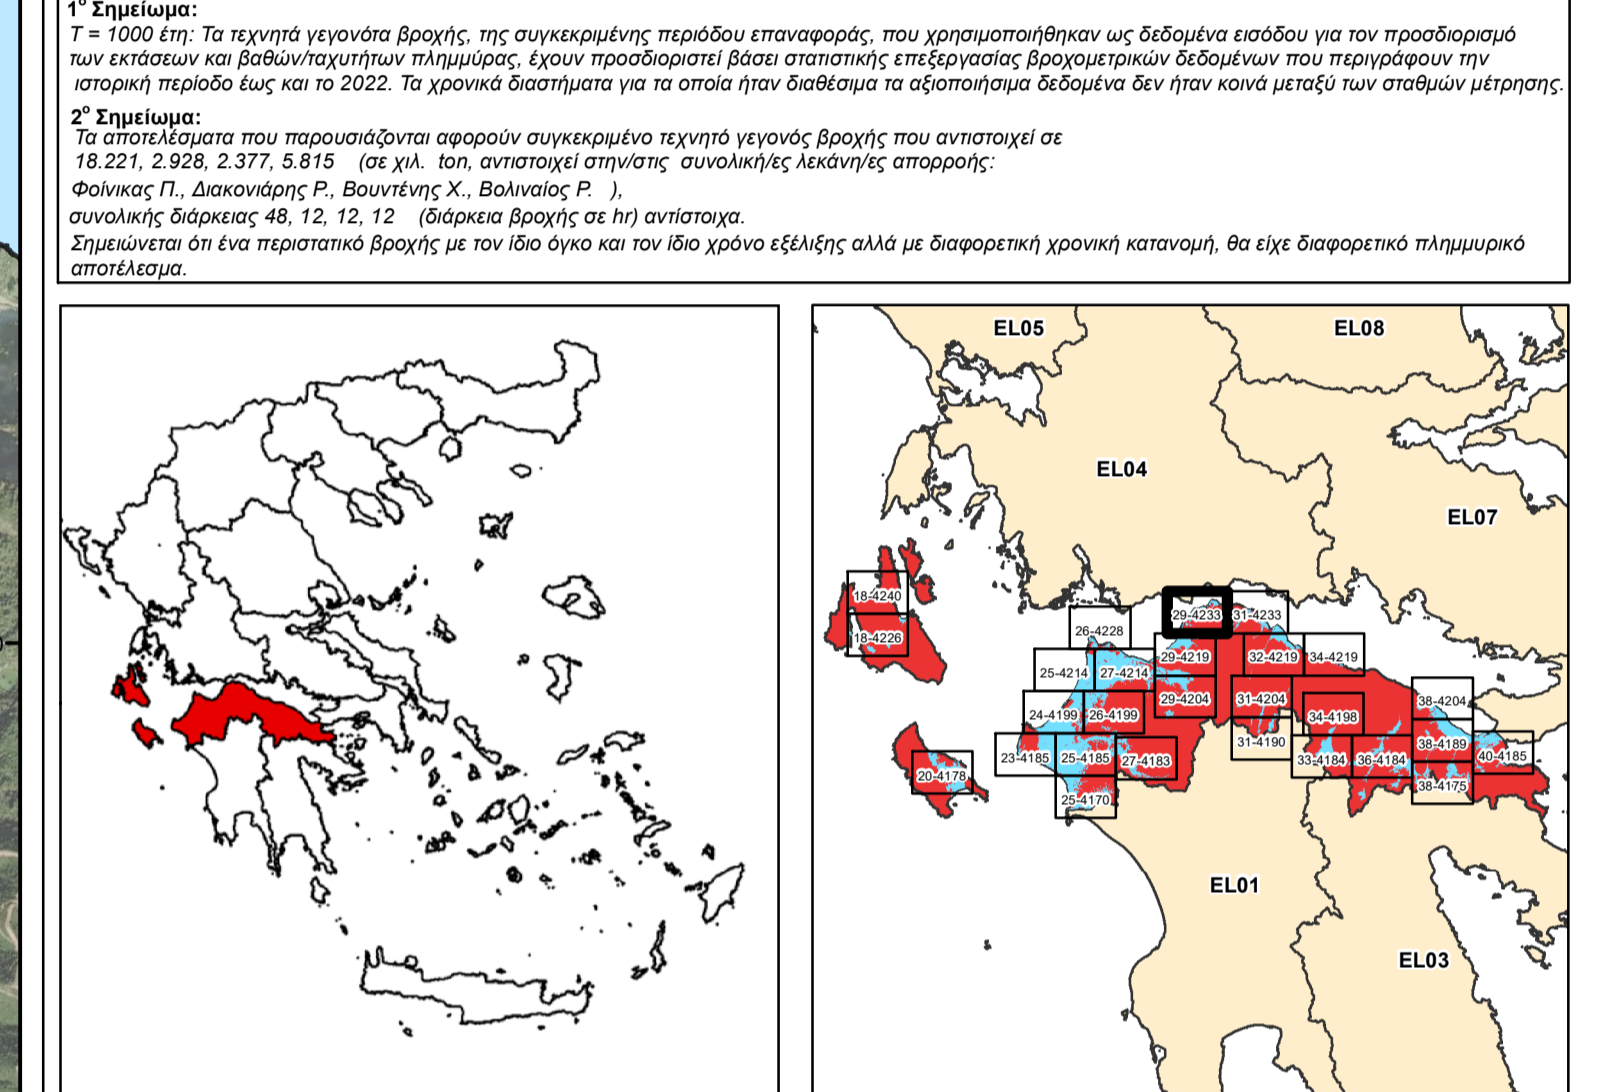 1ο Σημείωμα:
T = 1000 έτη: Τα τεχνητά γεγονότα βροχής, της συγκεκριμένης περιόδου επαναφοράς, που χρησιμοποιήθηκαν ως δεδομένα εισόδου για τον προσδιορισμό
των εκτάσεων και βαθών/ταχυτήτων πλημμύρας, έχουν προσδιοριστεί βάσει στατιστικής επεξεργασίας βροχομετρικών δεδομένων που περιγράφουν την
ιστορική περίοδο έως και το 2022. Τα χρονικά διαστήματα για τα οποία ήταν διαθέσιμα τα αξιοποιήσιμα δεδομένα δεν ήταν κοινά μεταξύ των σταθμών μέτρησης.
2ο Σημείωμα:
Τα αποτελέσματα που παρουσιάζονται αφορούν συγκεκριμένο τεχνητό γεγονός βροχής που αντιστοιχεί σε
18.221, 2.928, 2.377, 5.815 (σε χιλ. ton, αντιστοιχεί στην/στις συνολική/ες λεκάνη/ες απορροής:
Φοίνικας Π., Διακονιάρης Ρ., Βουντένης Χ., Βολιναίος Ρ. ),
συνολικής διάρκειας 48, 12, 12, 12 (διάρκεια βροχής σε hr) αντίστοιχα.
Σημειώνεται ότι ένα περιστατικό βροχής με τον ίδιο όγκο και τον ίδιο χρόνο εξέλιξης αλλά με διαφορετική χρονική κατανομή, θα είχε διαφορετικό πλημμυρικό
αποτέλεσμα.
EL05
EL08
EL04
EL07
18-4240
29-4233
31-4233
26-4228
18-4226
29-4219
32-4219
34-4219
25-4214
27-4214
29-4204
31-4204
38-4204
24-4199
26-4199
34-4198
31-4190
38-4189
23-4185
25-4185
27-4183
33-4184
36-4184
40-4185
20-4178
38-4175
25-4170
EL01
EL03